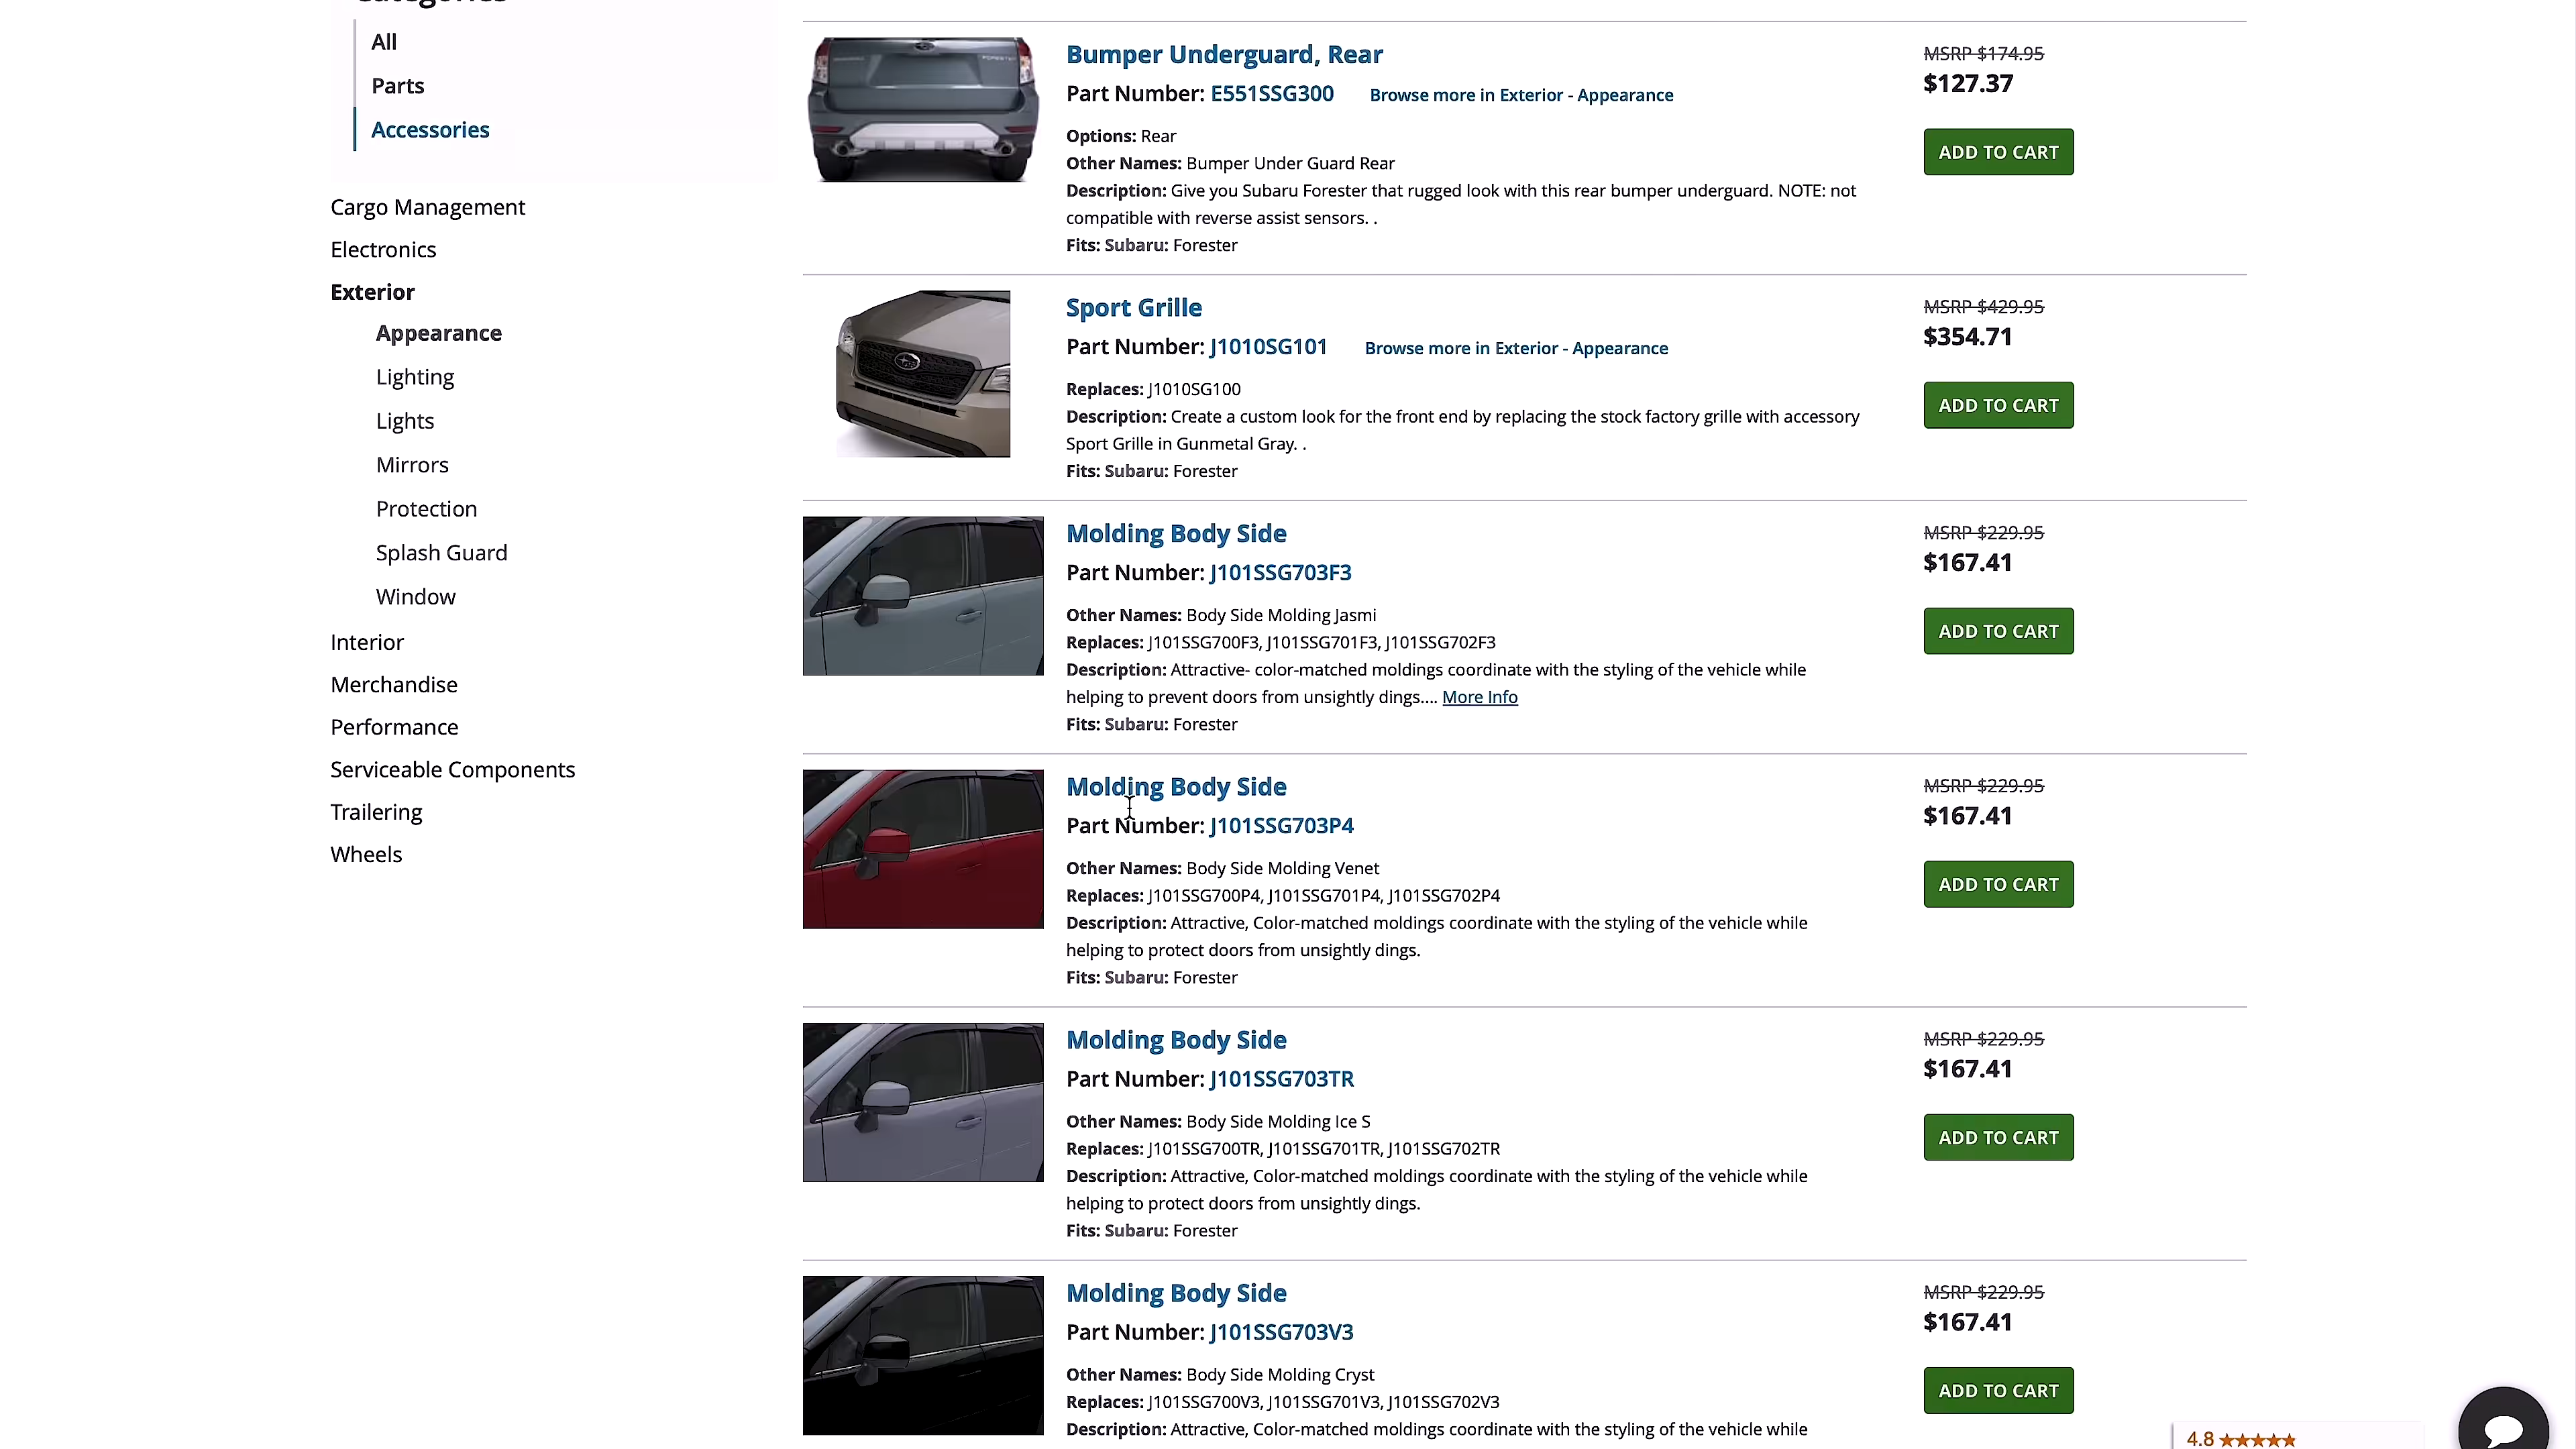 All
Parts
Accessories
Cargo Management
Electronics
Exterior
Appearance
Lighting
Lights
Mirrors
Protection
Splash Guard
Window
Interior
Merchandise
Performance
Serviceable Components
Trailering
Wheels
Bumper Underguard, Rear
Part Number: E551SSG300 Browse more in Exterior - Appearance
Options: Rear
Other Names: Bumper Under Guard Rear
Description: Give you Subaru Forester that rugged look with this rear bumper underguard. NOTE: not
compatible with reverse assist sensors. .
Fits: Subaru: Forester
MSRP $174.95
$127.37
ADD TO CART
Sport Grille
Part Number: J1010SG101 Browse more in Exterior - Appearance
Replaces: J1010SG100
Description: Create a custom look for the front end by replacing the stock factory grille with accessory
Sport Grille in Gunmetal Gray. .
Fits: Subaru: Forester
MSRP $429.95
$354.71
ADD TO CART
Molding Body Side
Part Number: J101SSG703F3
Other Names: Body Side Molding Jasmi
Replaces: J101SSG700F3, J101SSG701F3, J101SSG702F3
Description: Attractive- color-matched moldings coordinate with the styling of the vehicle while
helping to prevent doors from unsightly dings.... More Info
Fits: Subaru: Forester
MSRP $229.95
$167.41
ADD TO CART
Molding Body Side
Part Number: J101SSG703P4
Other Names: Body Side Molding Venet
Replaces: J101SSG700P4, J101SSG701P4, J101SSG702P4
Description: Attractive, Color-matched moldings coordinate with the styling of the vehicle while
helping to protect doors from unsightly dings.
Fits: Subaru: Forester
MSRP $229.95
$167.41
ADD TO CART
Molding Body Side
Part Number: J101SSG703TR
Other Names: Body Side Molding Ice S
Replaces: J101SSG700TR, J101SSG701TR, J101SSG702TR
Description: Attractive, Color-matched moldings coordinate with the styling of the vehicle while
helping to protect doors from unsightly dings.
Fits: Subaru: Forester
MSRP $229.95
$167.41
ADD TO CART
Molding Body Side
Part Number: J101SSG703V3
Other Names: Body Side Molding Cryst
Replaces: J101SSG700V3, J101SSG701V3, J101SSG702V3
Description: Attractive, Color-matched moldings coordinate with the styling of the vehicle while
MSRP $229.95
$167.41
ADD TO CART
4.8